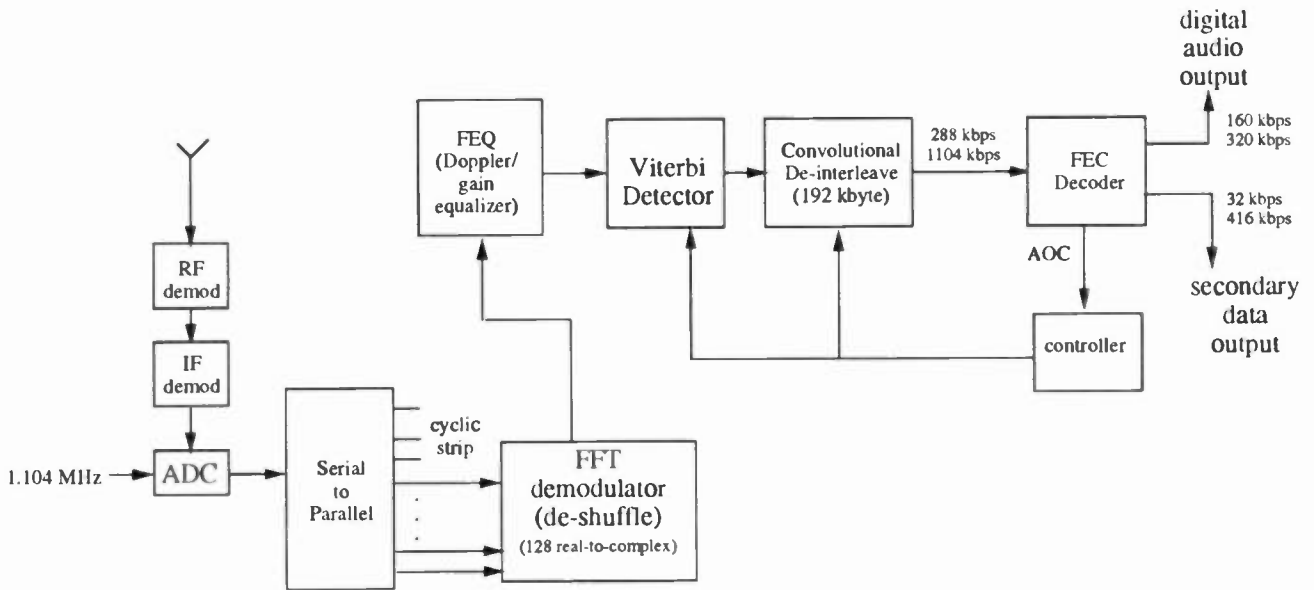 digital
audio
output
FEQ
(Doppler/
gain
equalizer)
Viterbi
Detector
Convolutional
De-interleave
(192 kbyte)
288 kbps
1104 kbps
FEC
Decoder
160 kbps
320 kbps
32 kbps
416 kbps
AOC
secondary
data
output
controller
RF
demod
IF
demod
1.104 MHz
ADC
Serial
to
Parallel
cyclic
strip
FFT
demodulator
(de-shuffle)
(128 real-to-complex)